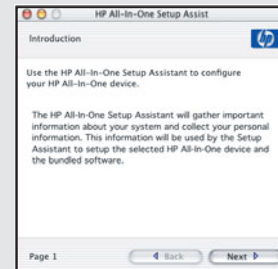 HP All-In-One Setup Assist
Introduction
hp
Use the HP All-In-One Setup Assistant to configure
your HP All-In-One device.
The HP All-In-One Setup Assistant will gather important
information about your system and collect your personal
information. This information will be used by the Setup
Assistant to setup the selected HP All-In-One device and
the bundled software.
Page 1
Back
Next